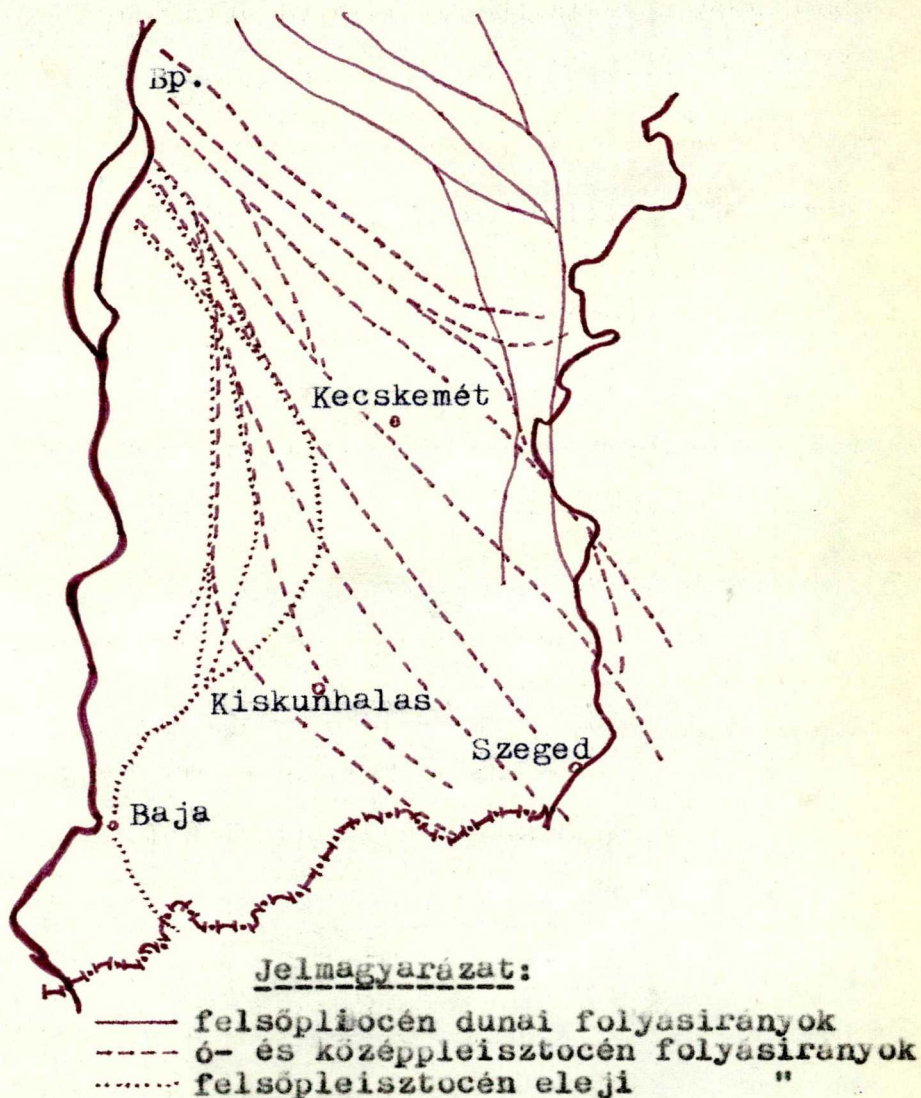 Bp.
Kecskemét
Kiskunhalas
Szeged
Baja
Jelmagyarázat:
felsőpliocén dunai folyásirányok
ó- és középpleisztocén folyásirányok
felsőpleisztocén eleji "